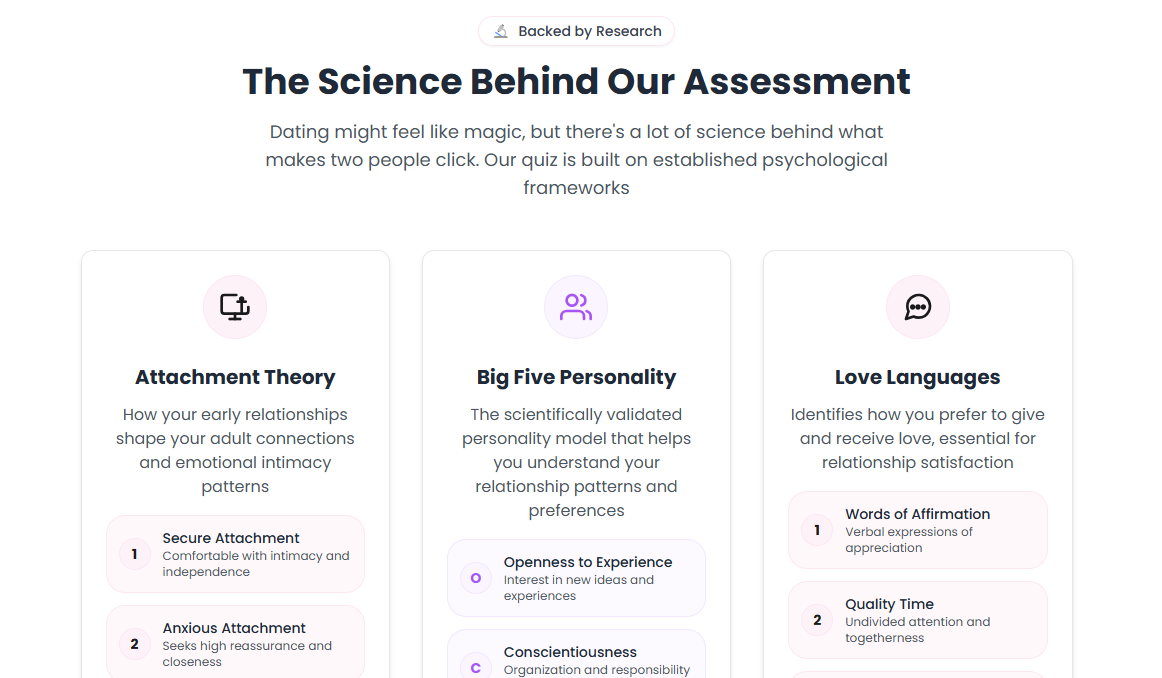 Backed by Research
The Science Behind Our Assessment
Dating might feel like magic, but there's a lot of science behind what
makes two people click. Our quiz is built on established psychological
frameworks
Attachment Theory
How your early relationships
shape your adult connections
and emotional intimacy
patterns
1
Secure Attachment
Comfortable with intimacy and
independence
2
Anxious Attachment
Seeks high reassurance and
closeness
Big Five Personality
The scientifically validated
personality model that helps
you understand your
relationship patterns and
preferences
O
Openness to Experience
Interest in new ideas and
experiences
C
Conscientiousness
Organization and responsibility
Love Languages
Identifies how you prefer to give
and receive love, essential for
relationship satisfaction
1
Words of Affirmation
Verbal expressions of
appreciation
2
Quality Time
Undivided attention and
togetherness